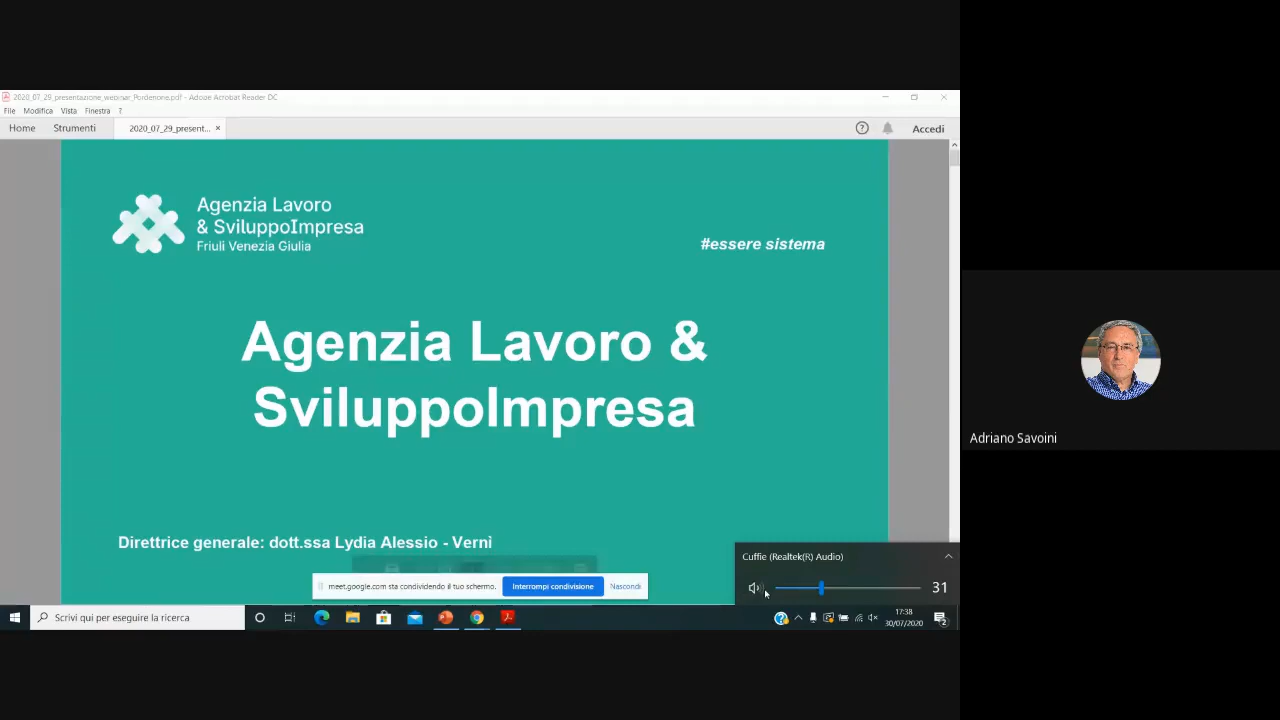 2020_07_29_presentazione_webinar_Pordenone.pdf - Adobe Acrobat Reader DC
File Modifica Vista Finestra ?
Home Strumenti 2020_07_29_present... × Accedi
Agenzia Lavoro
& SviluppoImpresa
Friuli Venezia Giulia
#essere sistema
Agenzia Lavoro &
SviluppoImpresa
Direttrice generale: dott.ssa Lydia Alessio - Vernì
Cuffie (Realtek(R) Audio)
31
meet.google.com sta condividendo il tuo schermo. Interrompi condivisione Nascondi
Scrivi qui per eseguire la ricerca
17:38
30/07/2020
2
Adriano Savoini